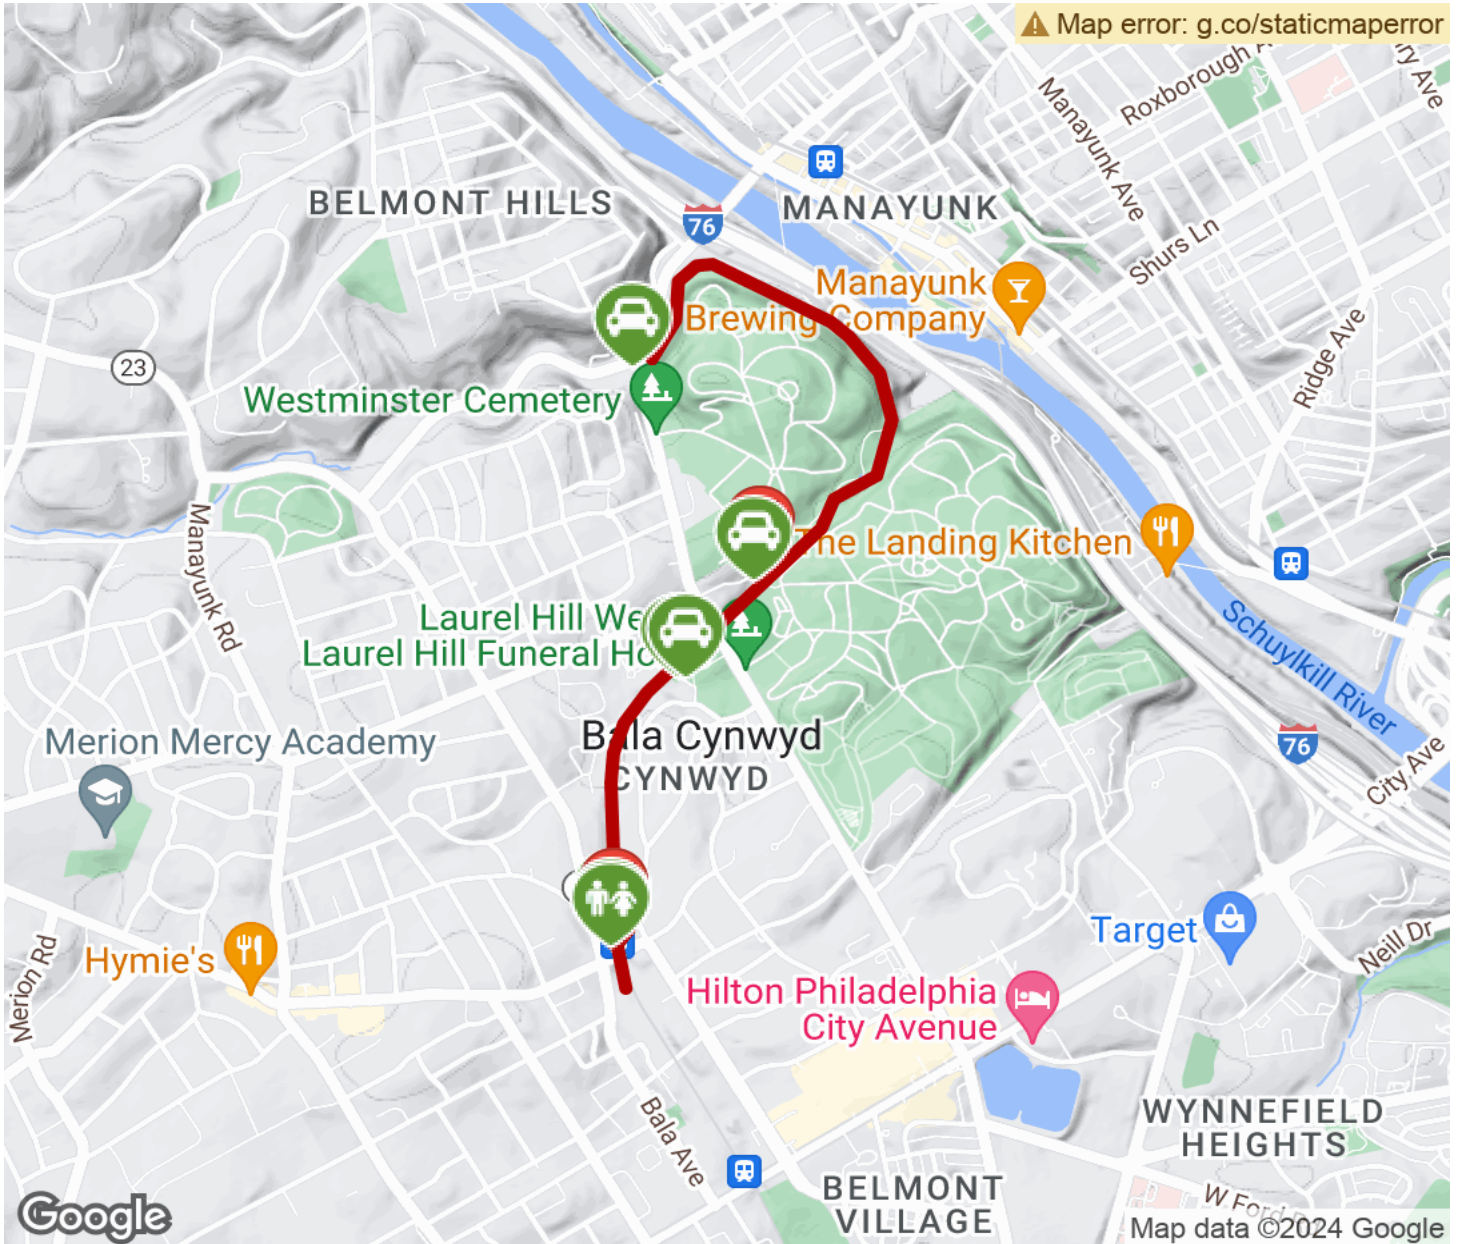 Map error: g.co/staticmaperror
Roxborough
ry Ave
Manayunk Ave
BELMONT HILLS
76
MANAYUNK
Shurs Ln
Manayunk
Brewing Company
Ridge Ave
23
Westminster Cemetery
Manayunk Rd
The Landing Kitchen
Laurel Hill We
Laurel Hill Funeral Ho
Schuylkill River
Bala Cynwyd
CYNWYD
Merion Mercy Academy
76
City Ave
Target
Neill Dr
Hymie's
Merion Rd
Hilton Philadelphia
City Avenue
Bala Ave
WYNNEFIELD
HEIGHTS
BELMONT
VILLAGE
W Ford
Google
Map data ©2024 Google